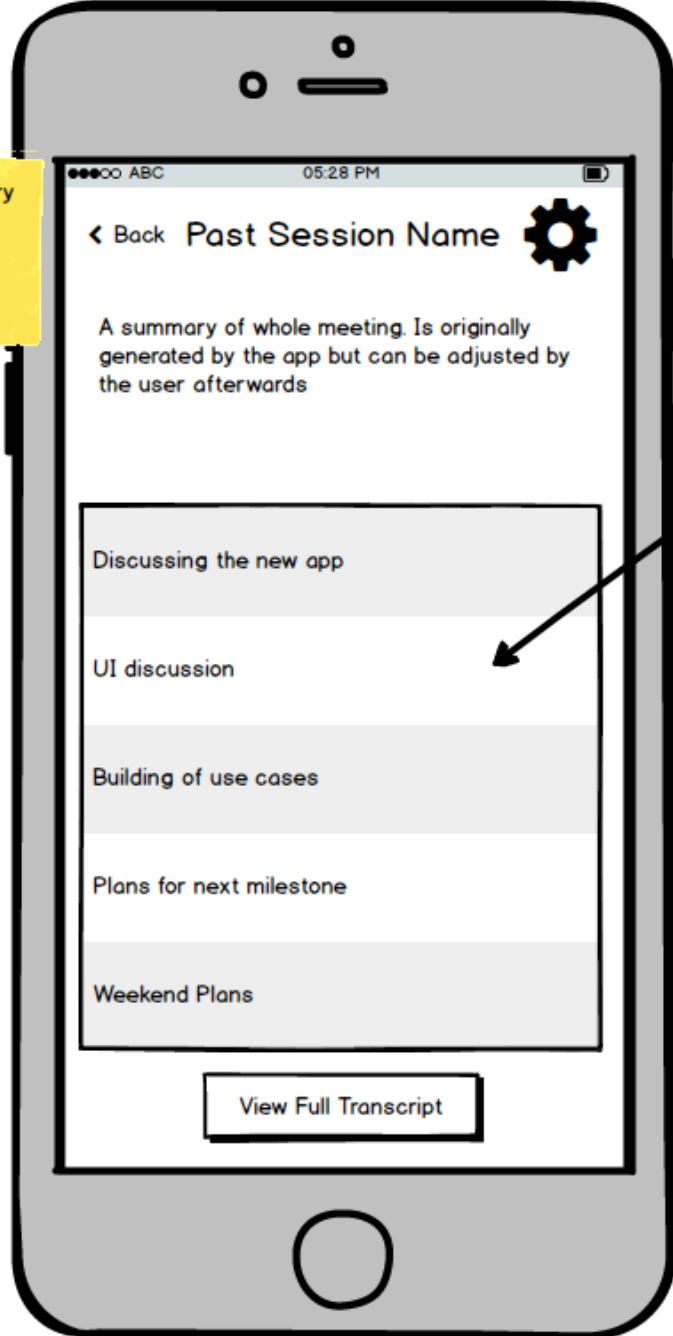 ABC 05:28 PM
Back Past Session Name
A summary of whole meeting. Is originally
generated by the app but can be adjusted by
the user afterwards
Discussing the new app
UI discussion
Building of use cases
Plans for next milestone
Weekend Plans
View Full Transcript